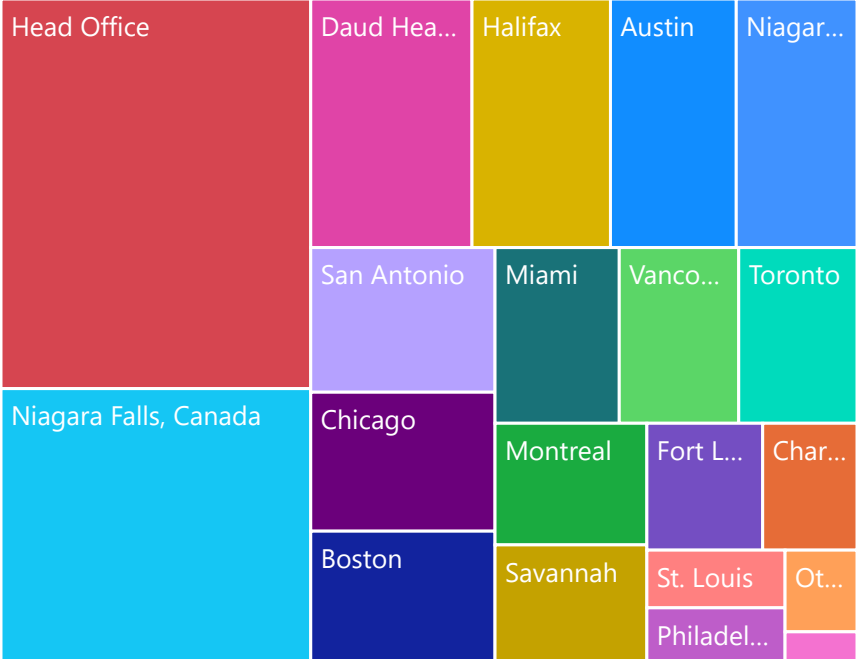 Head Office
Daud Hea...
Halifax
Austin
Niagar...
San Antonio
Miami
Vanco...
Toronto
Niagara Falls, Canada
Chicago
Montreal
Fort L...
Char...
Boston
Savannah
St. Louis
Ot...
Philadel...